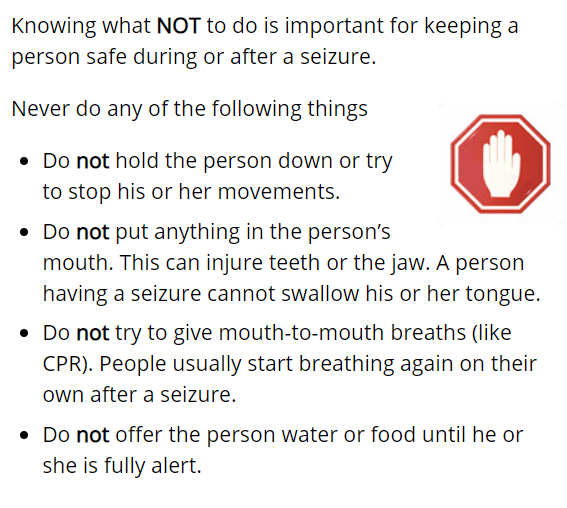 Knowing what NOT to do is important for keeping a
person safe during or after a seizure.
Never do any of the following things
• Do not hold the person down or try
to stop his or her movements.
• Do not put anything in the person’s
mouth. This can injure teeth or the jaw. A person
having a seizure cannot swallow his or her tongue.
• Do not try to give mouth-to-mouth breaths (like
CPR). People usually start breathing again on their
own after a seizure.
• Do not offer the person water or food until he or
she is fully alert.